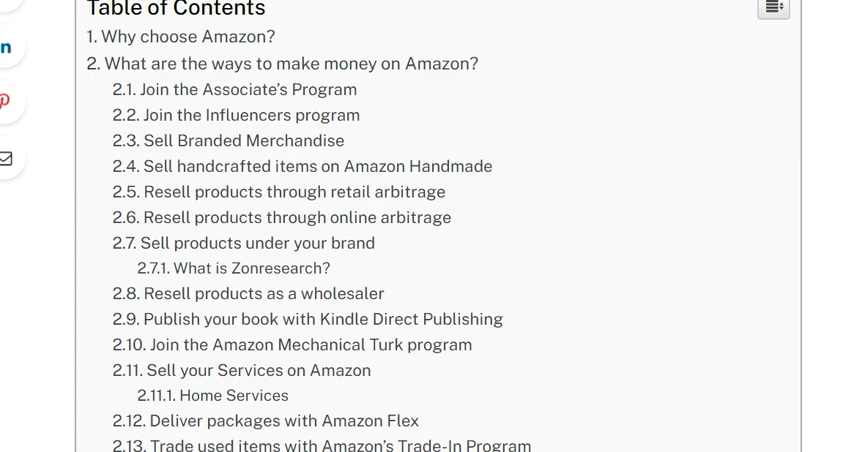 Table of Contents
1. Why choose Amazon?
2. What are the ways to make money on Amazon?
2.1. Join the Associate’s Program
2.2. Join the Influencers program
2.3. Sell Branded Merchandise
2.4. Sell handcrafted items on Amazon Handmade
2.5. Resell products through retail arbitrage
2.6. Resell products through online arbitrage
2.7. Sell products under your brand
2.7.1. What is Zonresearch?
2.8. Resell products as a wholesaler
2.9. Publish your book with Kindle Direct Publishing
2.10. Join the Amazon Mechanical Turk program
2.11. Sell your Services on Amazon
2.11.1. Home Services
2.12. Deliver packages with Amazon Flex
2.13. Trade used items with Amazon’s Trade-In Program